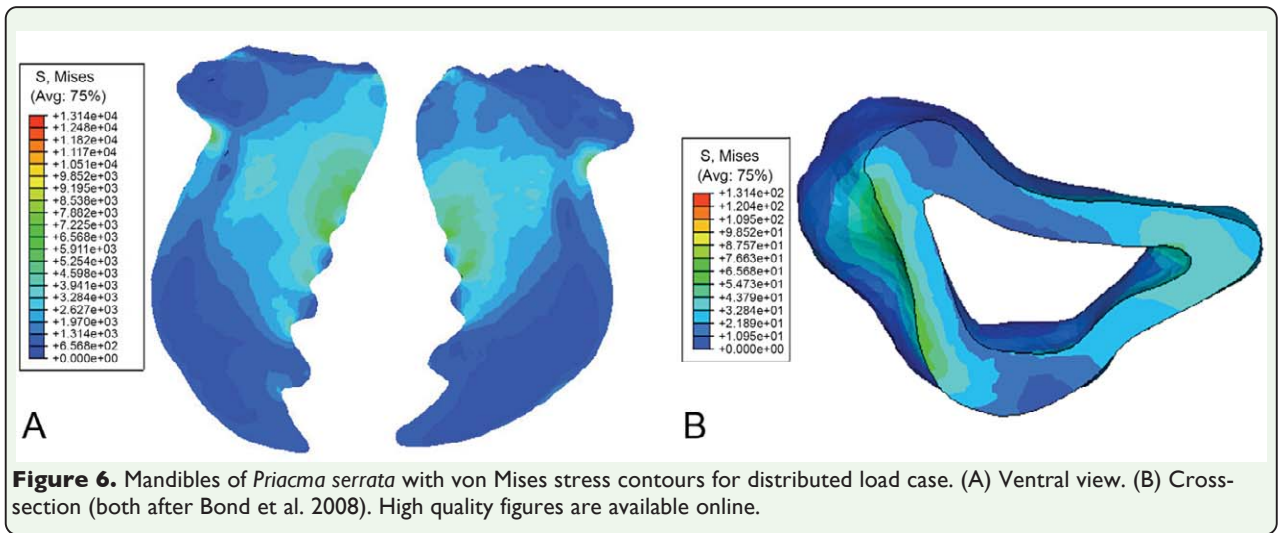 S, Mises
(Avg: 75%)
+1.314e+04
+1.248e+04
+1.182e+04
+1.117e+04
+1.051e+04
+9.852e+03
+9.195e+03
+8.538e+03
+7.882e+03
+7.225e+03
+6.568e+03
+5.911e+03
+5.254e+03
+4.598e+03
+3.941e+03
+3.284e+03
+2.627e+03
+1.970e+03
+1.314e+03
+6.568e+02
+0.000e+00
A
S, Mises
(Avg: 75%)
+1.314e+02
+1.204e+02
+1.095e+02
+9.852e+01
+8.757e+01
+7.663e+01
+6.568e+01
+5.473e+01
+4.379e+01
+3.284e+01
+2.189e+01
+1.095e+01
+0.000e+00
B
Figure 6. Mandibles of Priacma serrata with von Mises stress contours for distributed load case. (A) Ventral view. (B) Cross-
section (both after Bond et al. 2008). High quality figures are available online.